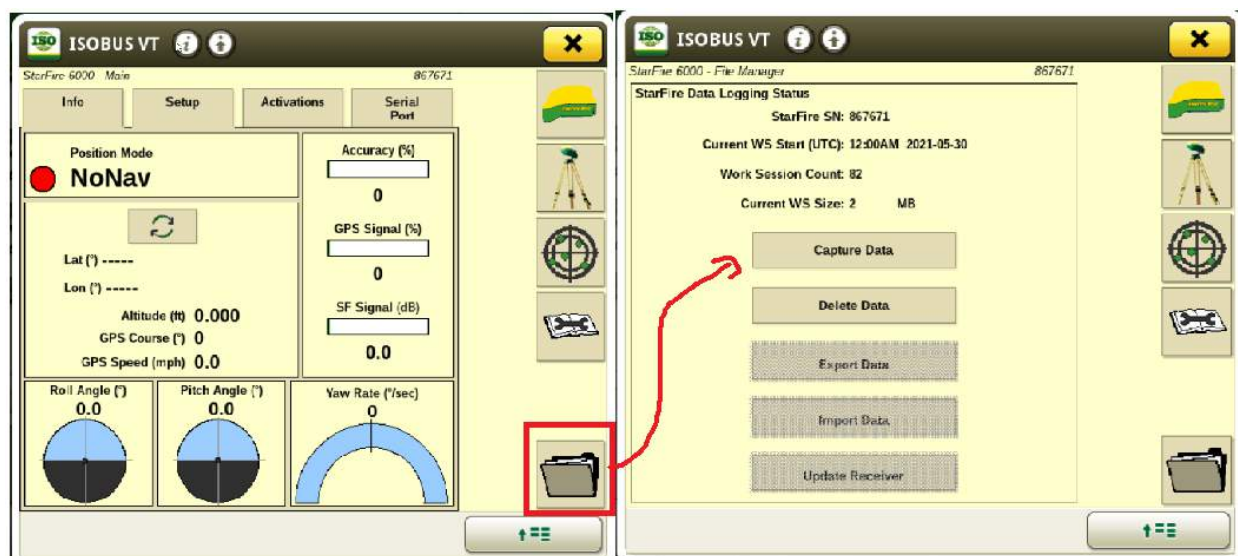 ISO ISOBUS VT
StarFire 6000 - Main 867671
Info Setup Activations Serial
Port
Position Mode
NoNav
Lat (°) -----
Lon (°) -----
Altitude (ft) 0.000
GPS Course (°) 0
GPS Speed (mph) 0.0
Accuracy (%)
0
GPS Signal (%)
0
SF Signal (dB)
0.0
Roll Angle (°)
0.0
Pitch Angle (°)
0.0
Yaw Rate (°/sec)
0
ISO ISOBUS VT
StarFire 6000 - File Manager 867671
StarFire Data Logging Status
StarFire SN: 867671
Current WS Start (UTC): 12:00AM 2021-05-30
Work Session Count: 82
Current WS Size: 2 MB
Capture Data
Delete Data
Export Data
Import Data
Update Receiver